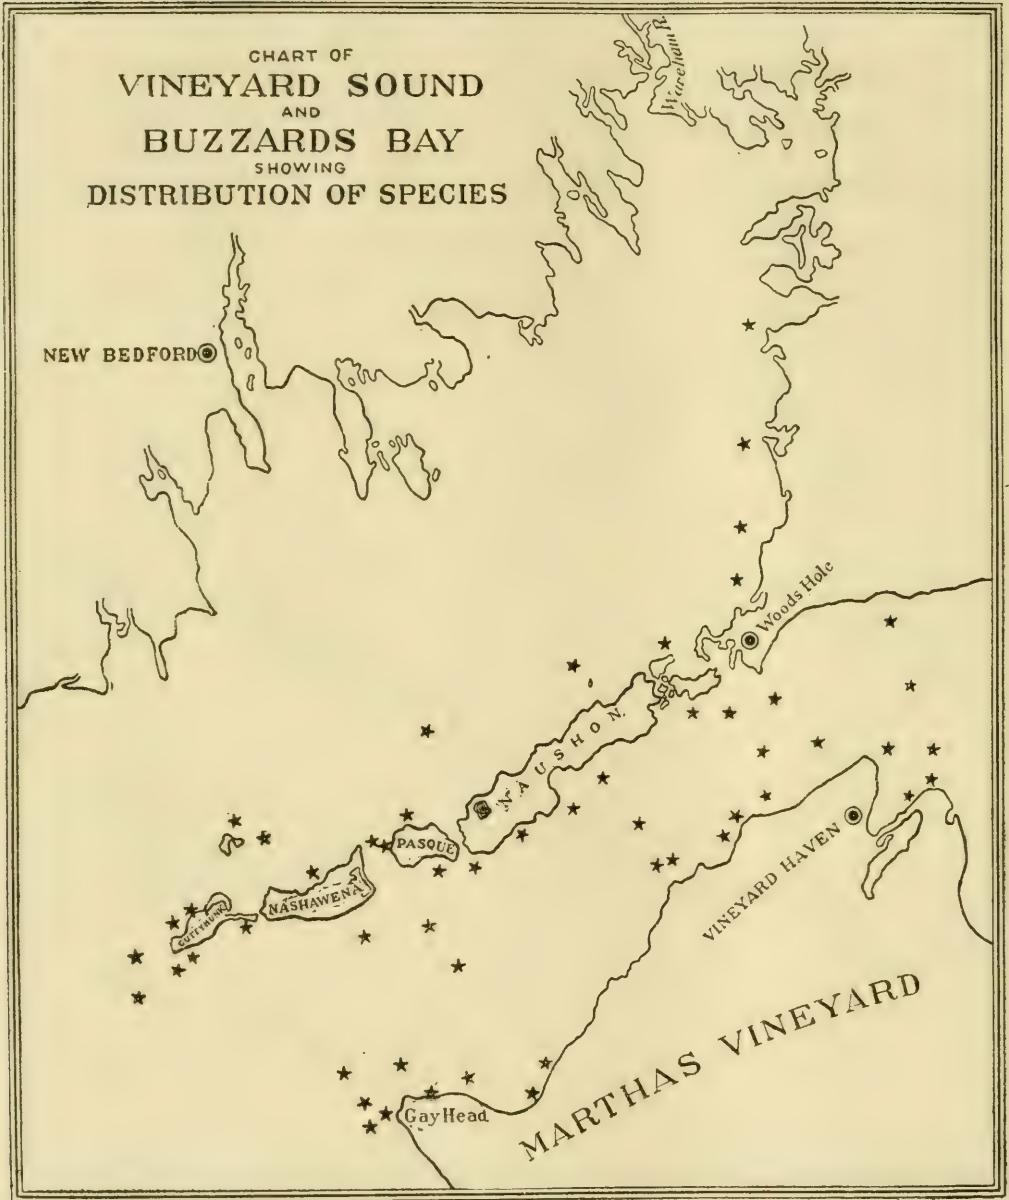 CHART OF
VINEYARD SOUND
AND
BUZZARDS BAY
SHOWING
DISTRIBUTION OF SPECIES
Wareham R.
NEW BEDFORD
Woods Hole
NAUSHON
PASQUE
NASHAWENA
CUTTYHUNK
VINEYARD HAVEN
MARTHAS VINEYARD
Gay Head